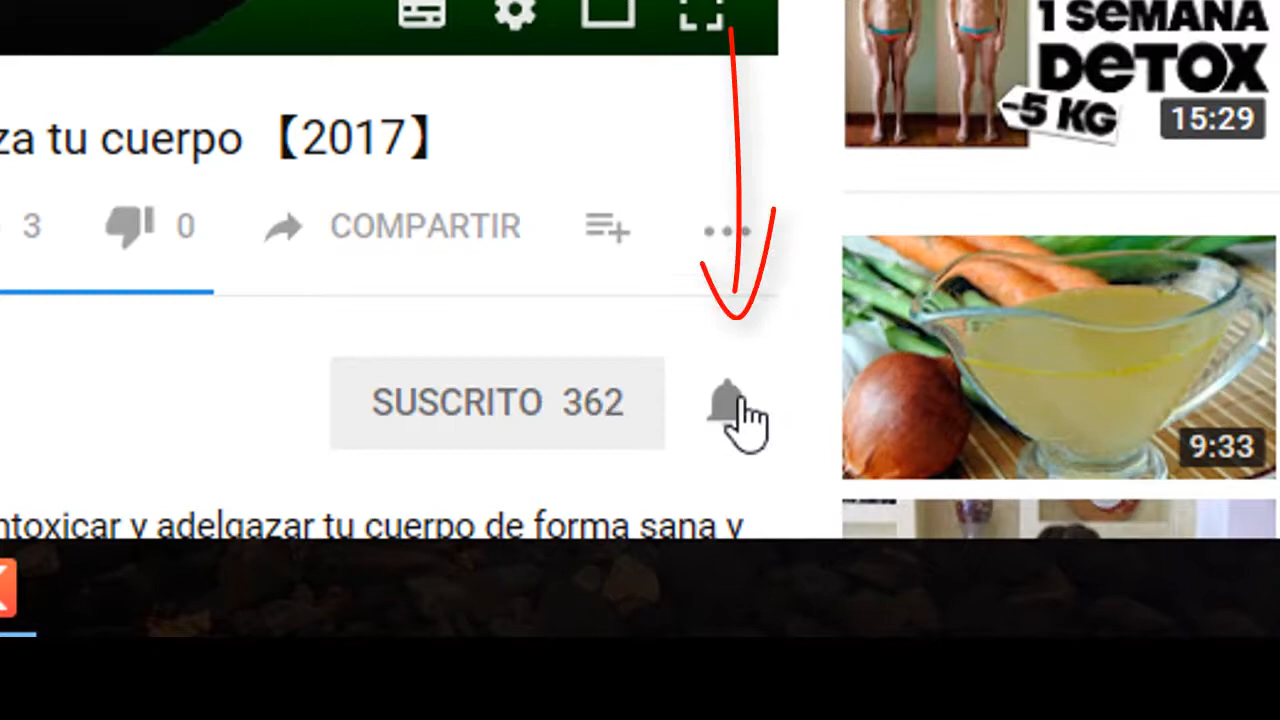 1 SEMANA
DETOX
-5 KG
15:29
za tu cuerpo 【2017】
3
0
COMPARTIR
SUSCRITO 362
9:33
adelgazar tu cuerpo de forma sana y